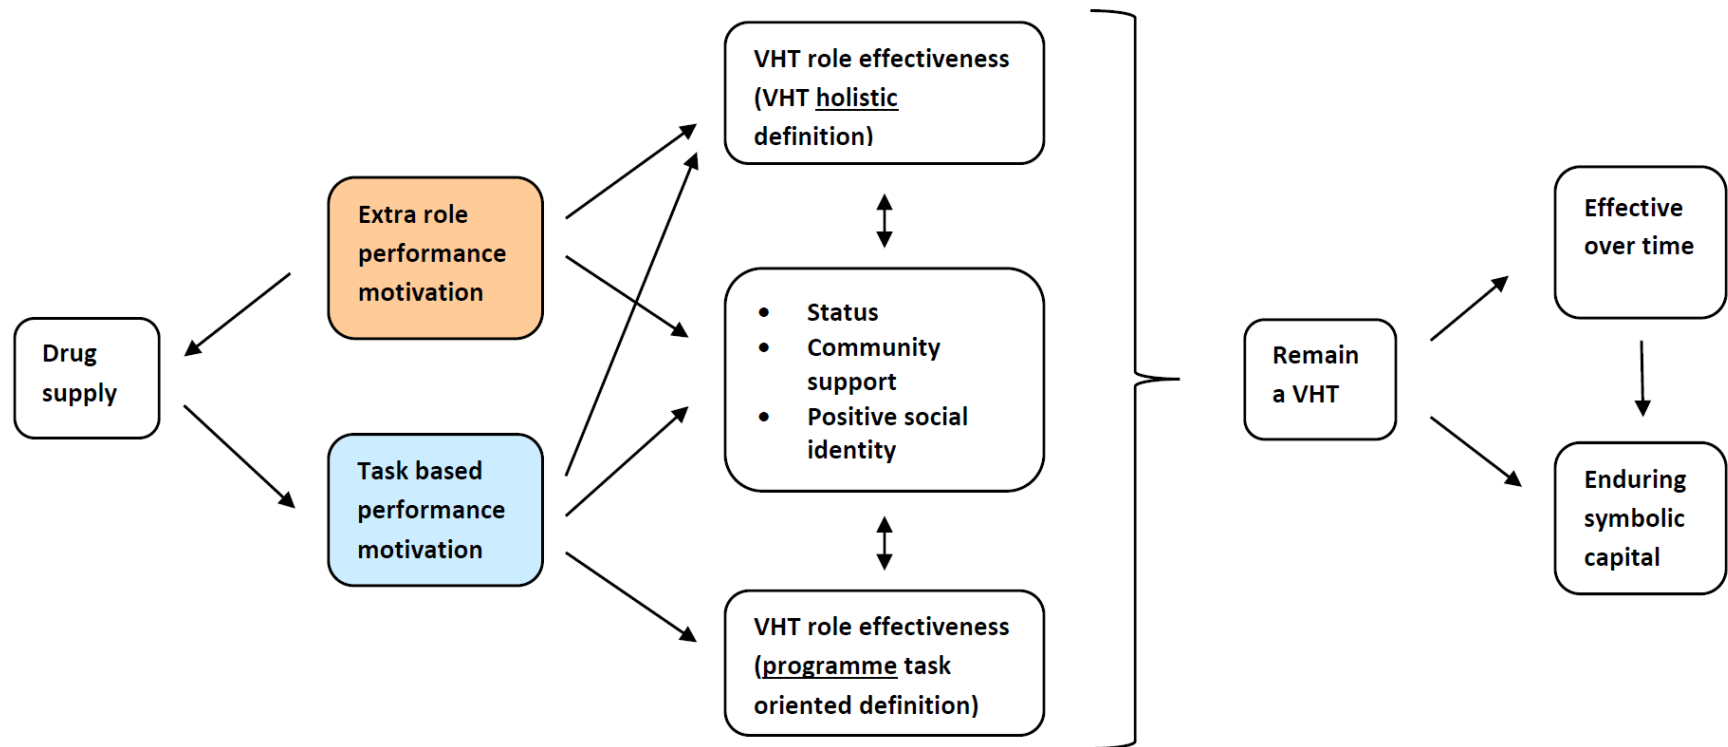 Drug
supply
Extra role
performance
motivation
Task based
performance
motivation
VHT role effectiveness
(VHT holistic
definition)
• Status
• Community
support
• Positive social
identity
VHT role effectiveness
(programme task
oriented definition)
Remain
a VHT
Effective
over time
Enduring
symbolic
capital